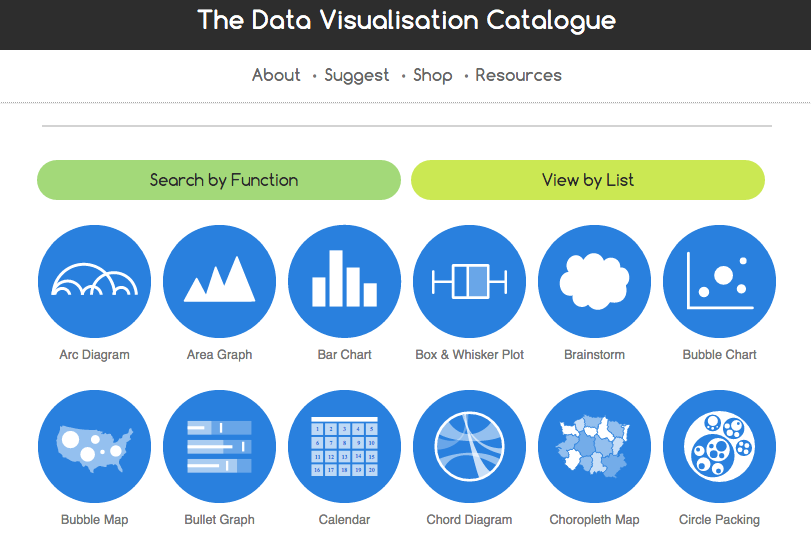 The Data Visualisation Catalogue
About • Suggest • Shop • Resources
Search by Function
View by List
Arc Diagram
Area Graph
Bar Chart
Box & Whisker Plot
Brainstorm
Bubble Chart
1 2 3 4 5
6 7 8 9 10
11 12 13 14 15
16 17 18 19 20
Bubble Map
Bullet Graph
Calendar
Chord Diagram
Choropleth Map
Circle Packing